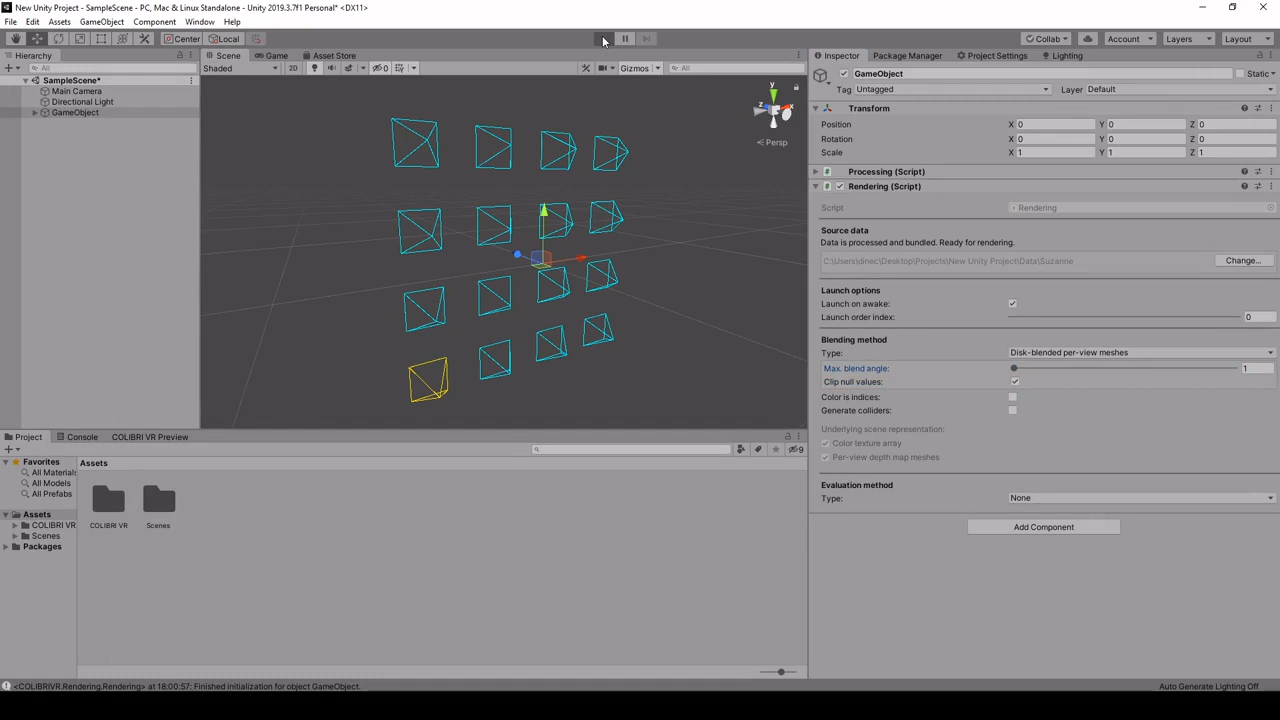 New Unity Project - SampleScene - PC, Mac & Linux Standalone - Unity 2019.3.7f1 Personal* <DX11>
File Edit Assets GameObject Component Window Help
Center Local Collab Account Layers Layout
Hierarchy Scene Game Asset Store Inspector Package Manager Project Settings Lighting
All Shaded 2D 0 Gizmos All
SampleScene*
Main Camera
Directional Light
GameObject
y
x
z
Persp
GameObject Static
Tag Untagged Layer Default
Transform
Position X 0 Y 0 Z 0
Rotation X 0 Y 0 Z 0
Scale X 1 Y 1 Z 1
Processing (Script)
Rendering (Script)
Script Rendering
Source data
Data is processed and bundled. Ready for rendering.
C:\Users\dinec\Desktop\Projects\New Unity Project\Data\Suzanne Change...
Launch options
Launch on awake:
Launch order index: 0
Blending method
Type: Disk-blended per-view meshes
Max. blend angle: 1
Clip null values:
Color is indices:
Generate colliders:
Underlying scene representation:
Color texture array
Per-view depth map meshes
Evaluation method
Type: None
Add Component
Project Console COLIBRI VR Preview
9
Favorites
All Materials
All Models
All Prefabs
Assets
COLIBRI VR
Scenes
Packages
Assets
COLIBRI VR Scenes
<COLIBRIVR.Rendering.Rendering> at 18:00:57: Finished initialization for object GameObject. Auto Generate Lighting Off